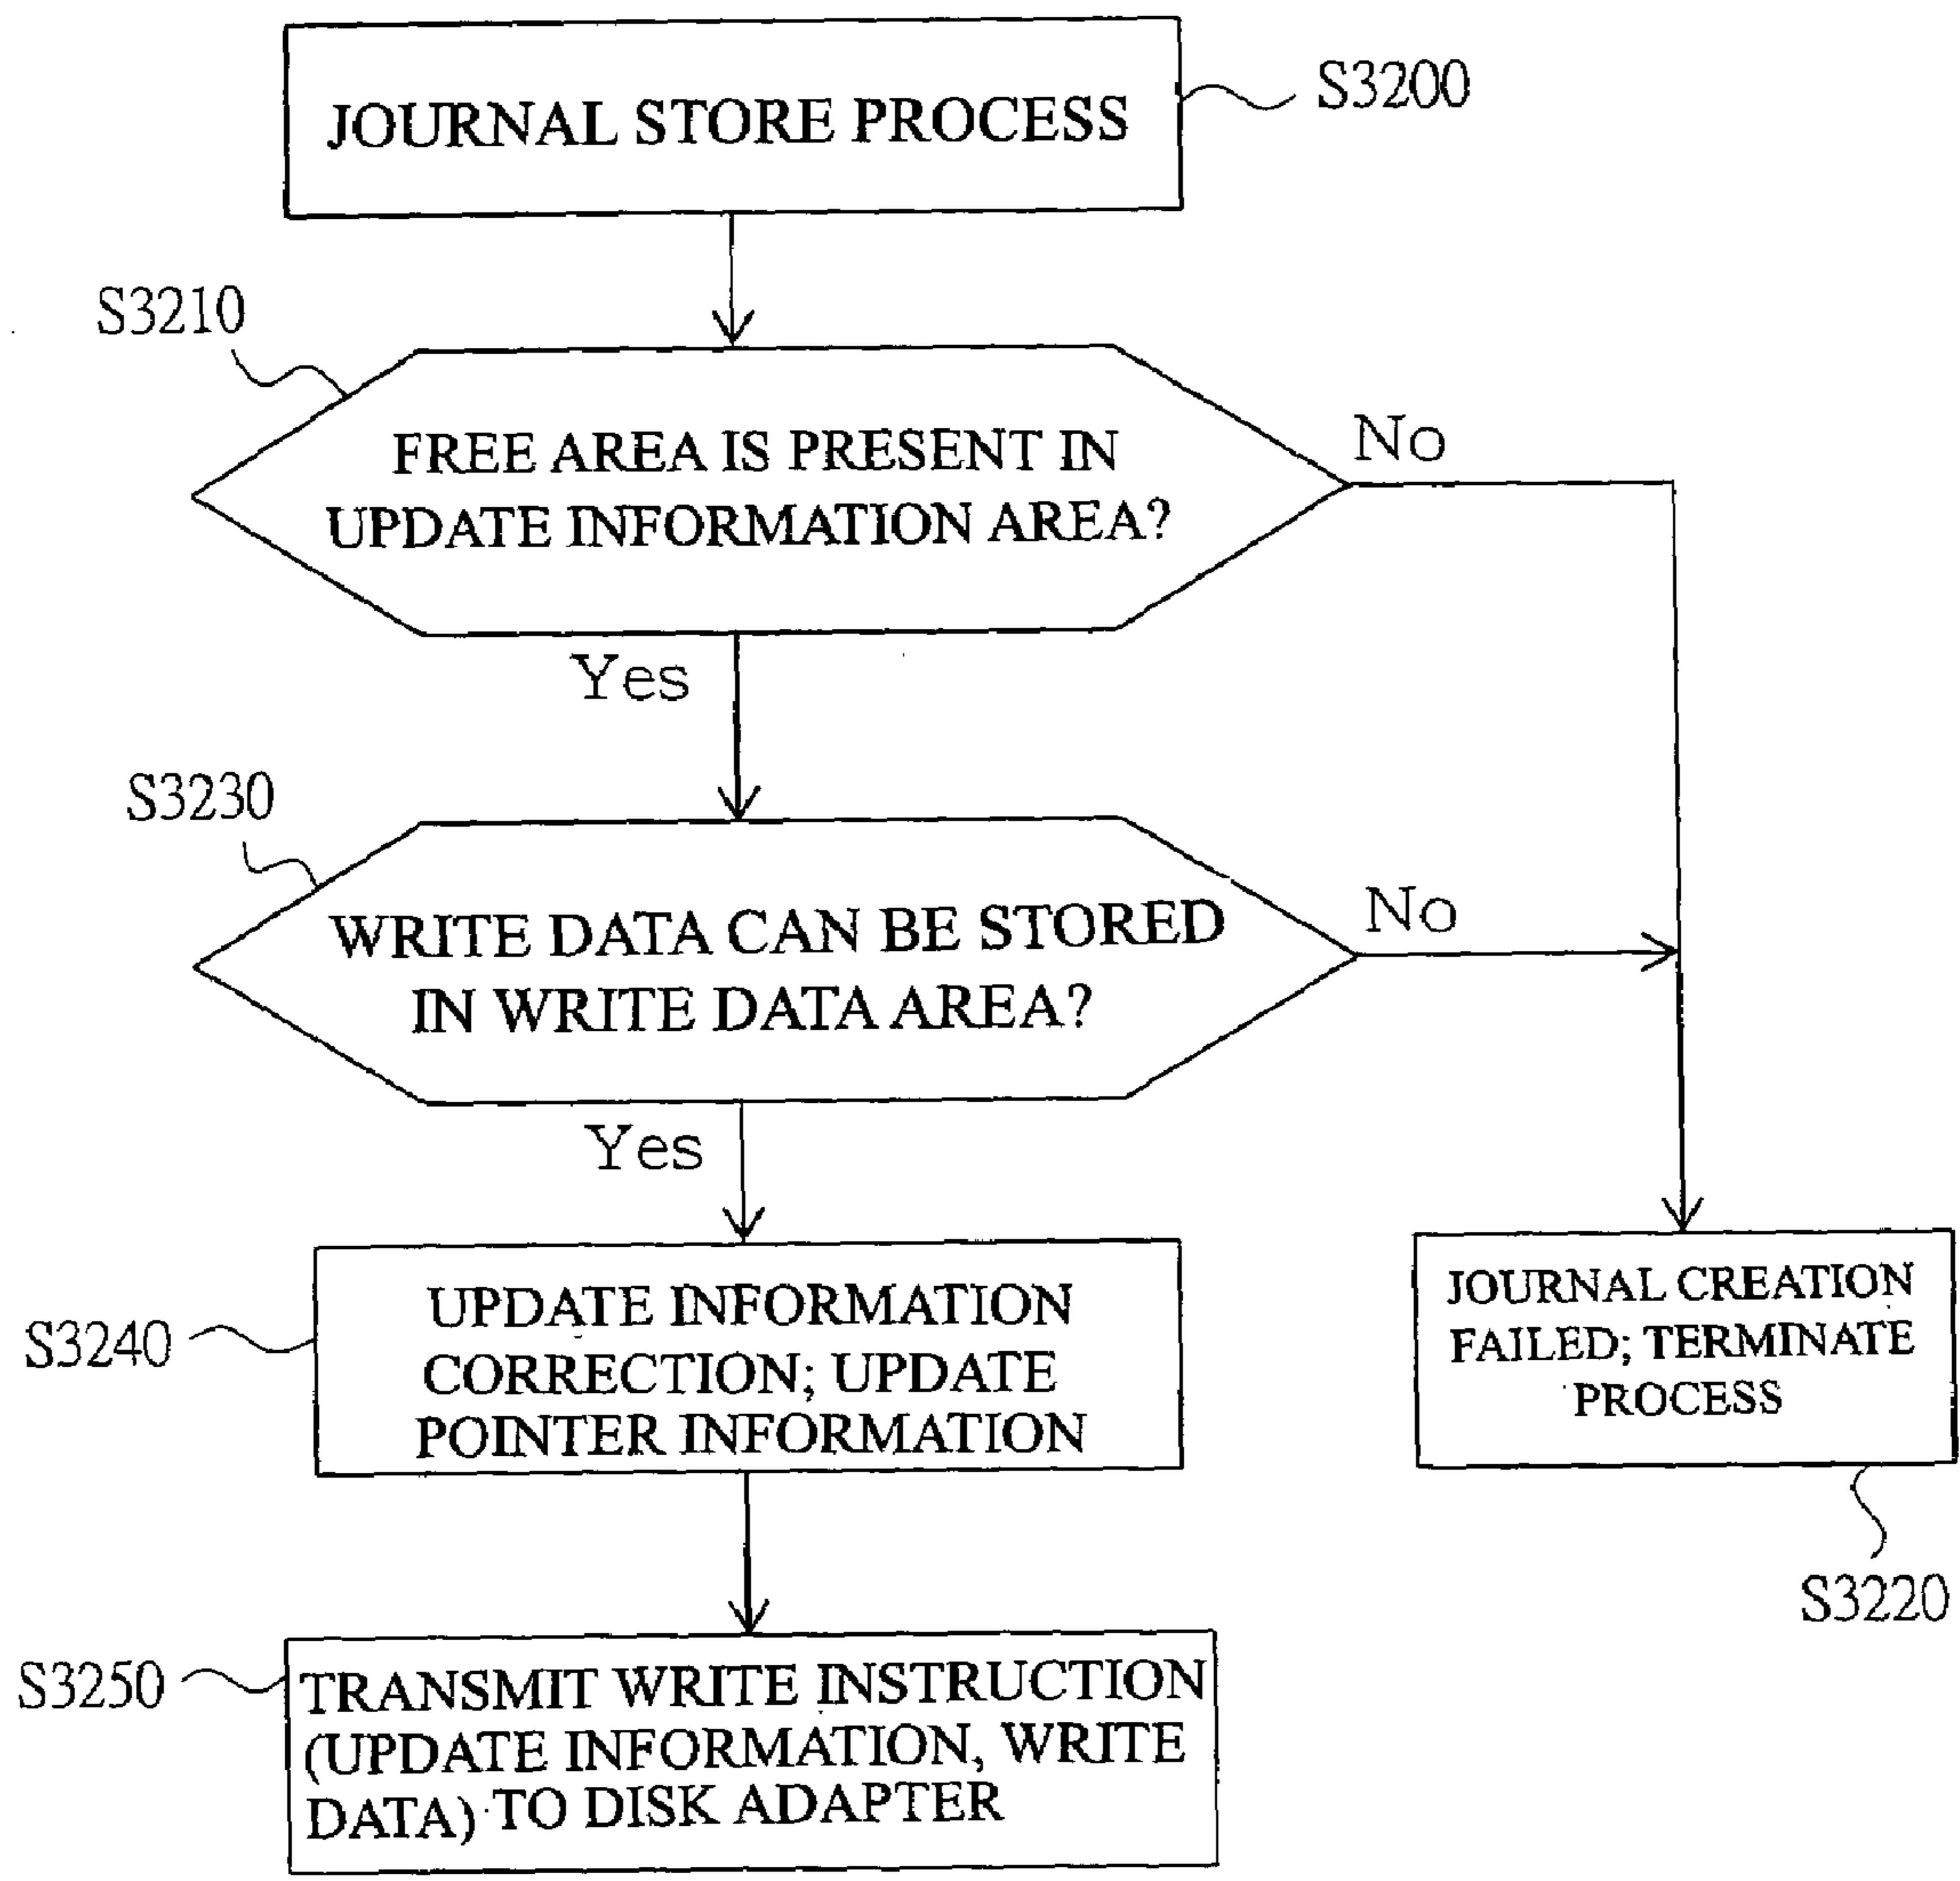 JOURNAL STORE PROCESS
S3200
S3210
FREE AREA IS PRESENT IN
UPDATE INFORMATION AREA?
No
Yes
S3230
WRITE DATA CAN BE STORED
IN WRITE DATA AREA?
No
Yes
S3240
UPDATE INFORMATION
CORRECTION; UPDATE
POINTER INFORMATION
JOURNAL CREATION
FAILED; TERMINATE
PROCESS
S3220
S3250
TRANSMIT WRITE INSTRUCTION
(UPDATE INFORMATION, WRITE
DATA) TO DISK ADAPTER